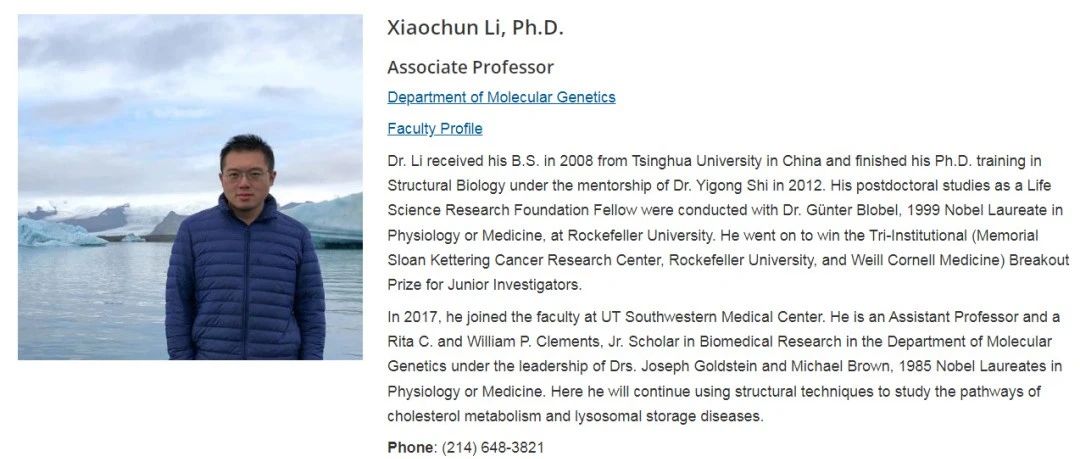 Xiaochun Li, Ph.D.
Associate Professor
Department of Molecular Genetics
Faculty Profile
Dr. Li received his B.S. in 2008 from Tsinghua University in China and finished his Ph.D. training in
Structural Biology under the mentorship of Dr. Yigong Shi in 2012. His postdoctoral studies as a Life
Science Research Foundation Fellow were conducted with Dr. Günter Blobel, 1999 Nobel Laureate in
Physiology or Medicine, at Rockefeller University. He went on to win the Tri-Institutional (Memorial
Sloan Kettering Cancer Research Center, Rockefeller University, and Weill Cornell Medicine) Breakout
Prize for Junior Investigators.
In 2017, he joined the faculty at UT Southwestern Medical Center. He is an Assistant Professor and a
Rita C. and William P. Clements, Jr. Scholar in Biomedical Research in the Department of Molecular
Genetics under the leadership of Drs. Joseph Goldstein and Michael Brown, 1985 Nobel Laureates in
Physiology or Medicine. Here he will continue using structural techniques to study the pathways of
cholesterol metabolism and lysosomal storage diseases.
Phone: (214) 648-3821